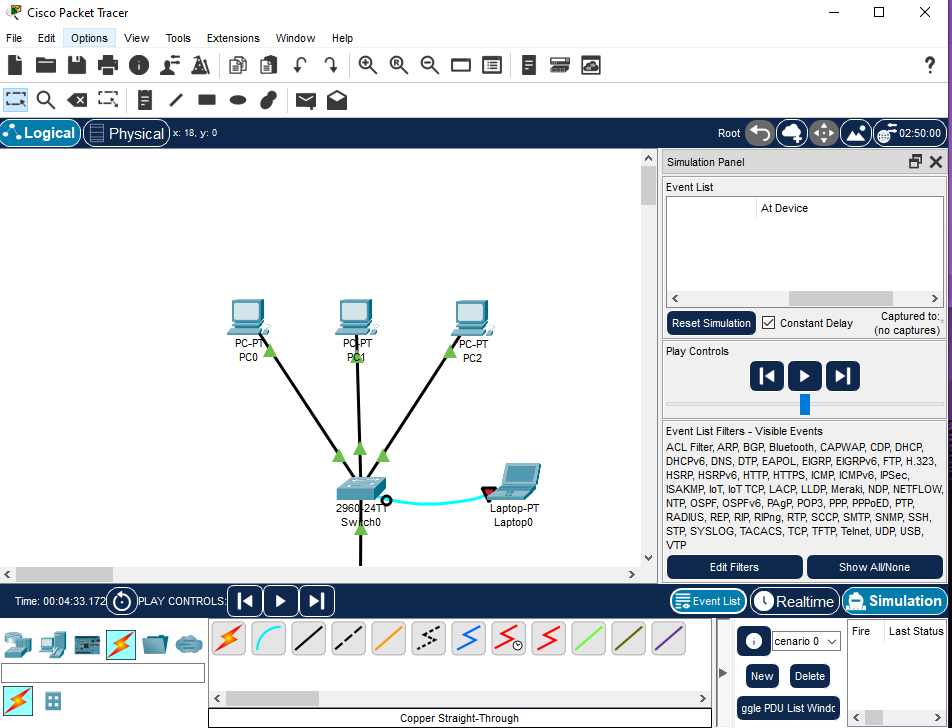 Cisco Packet Tracer
File Edit Options View Tools Extensions Window Help
?
Logical Physical x: 18, y: 0 Root 02:50:00
Simulation Panel
Event List
At Device
Reset Simulation Constant Delay Captured to:
(no captures)
Play Controls
Event List Filters - Visible Events
ACL Filter, ARP, BGP, Bluetooth, CAPWAP, CDP, DHCP,
DHCPv6, DNS, DTP, EAPOL, EIGRP, EIGRPv6, FTP, H.323,
HSRP, HSRPv6, HTTP, HTTPS, ICMP, ICMPv6, IPSec,
ISAKMP, IoT, IoT TCP, LACP, LLDP, Meraki, NDP, NETFLOW,
NTP, OSPF, OSPFv6, PAgP, POP3, PPP, PPPoED, PTP,
RADIUS, REP, RIP, RIPng, RTP, SCCP, SMTP, SNMP, SSH,
STP, SYSLOG, TACACS, TCP, TFTP, Telnet, UDP, USB,
VTP
Edit Filters Show All/None
PC-PT
PC0
PC-PT
PC1
PC-PT
PC2
2960-24TT
Switch0
Laptop-PT
Laptop0
Time: 00:04:33.172 PLAY CONTROLS: Event List Realtime Simulation
cenario 0
New Delete
ggle PDU List Windo
Fire Last Status
Copper Straight-Through